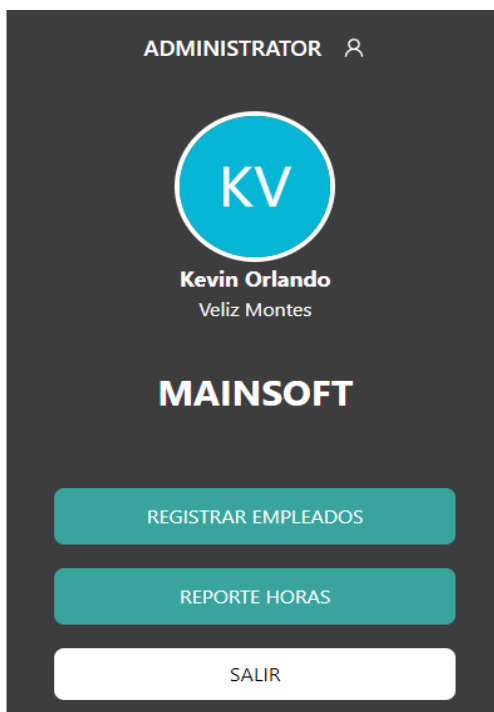 ADMINISTRATOR
KV
Kevin Orlando
Veliz Montes
MAINSOFT
REGISTRAR EMPLEADOS
REPORTE HORAS
SALIR